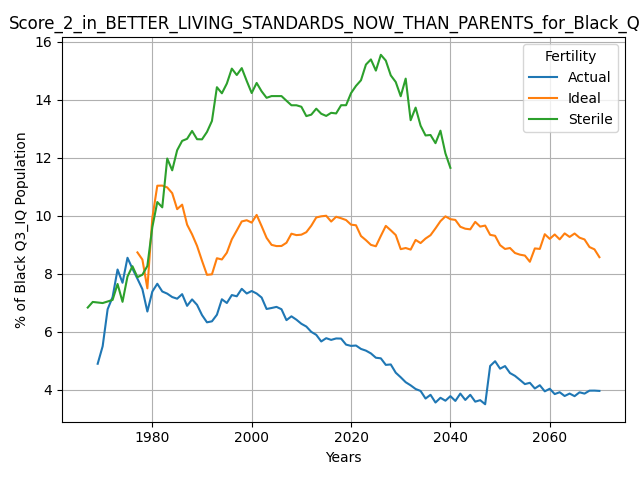 Score_2_in_BETTER_LIVING_STANDARDS_NOW_THAN_PARENTS_for_Black_Q
% of Black Q3_IQ Population
16
14
12
10
8
6
4
Fertility
Actual
Ideal
Sterile
1980 2000 2020 2040 2060
Years